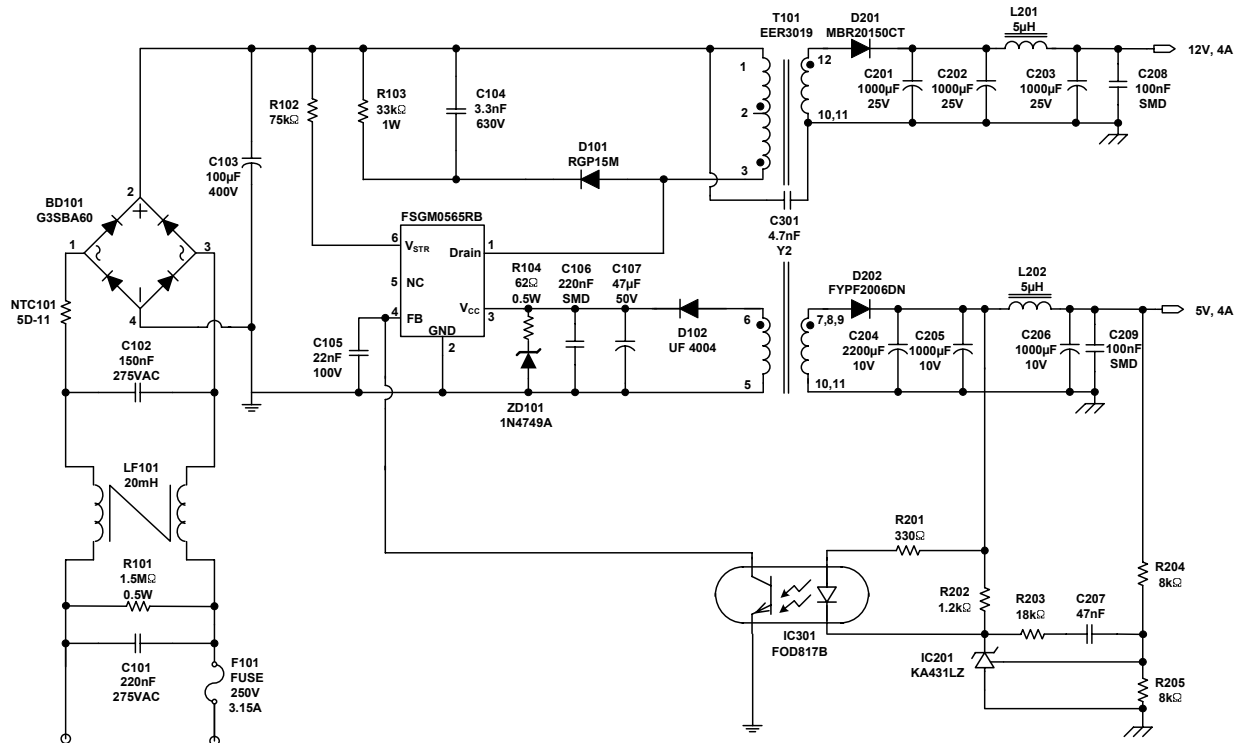 T101
EER3019
D201
MBR20150CT
L201
5µH
12V, 4A
1
2
3
12
10,11
C201
1000µF
25V
C202
1000µF
25V
C203
1000µF
25V
C208
100nF
SMD
R102
75kΩ
R103
33kΩ
1W
C104
3.3nF
630V
D101
RGP15M
C103
100µF
400V
BD101
G3SBA60
2
1
3
4
C301
4.7nF
Y2
FSGM0565RB
6
VSTR
Drain
1
5
NC
4
FB
VCC
3
GND
2
R104
62Ω
0.5W
C106
220nF
SMD
C107
47µF
50V
D102
UF 4004
6
5
D202
FYPF2006DN
L202
5µH
5V, 4A
7,8,9
10,11
C204
2200µF
10V
C205
1000µF
10V
C206
1000µF
10V
C209
100nF
SMD
NTC101
5D-11
C102
150nF
275VAC
C105
22nF
100V
ZD101
1N4749A
LF101
20mH
R101
1.5MΩ
0.5W
C101
220nF
275VAC
F101
FUSE
250V
3.15A
R201
330Ω
R202
1.2kΩ
R203
18kΩ
C207
47nF
R204
8kΩ
IC301
FOD817B
IC201
KA431LZ
R205
8kΩ